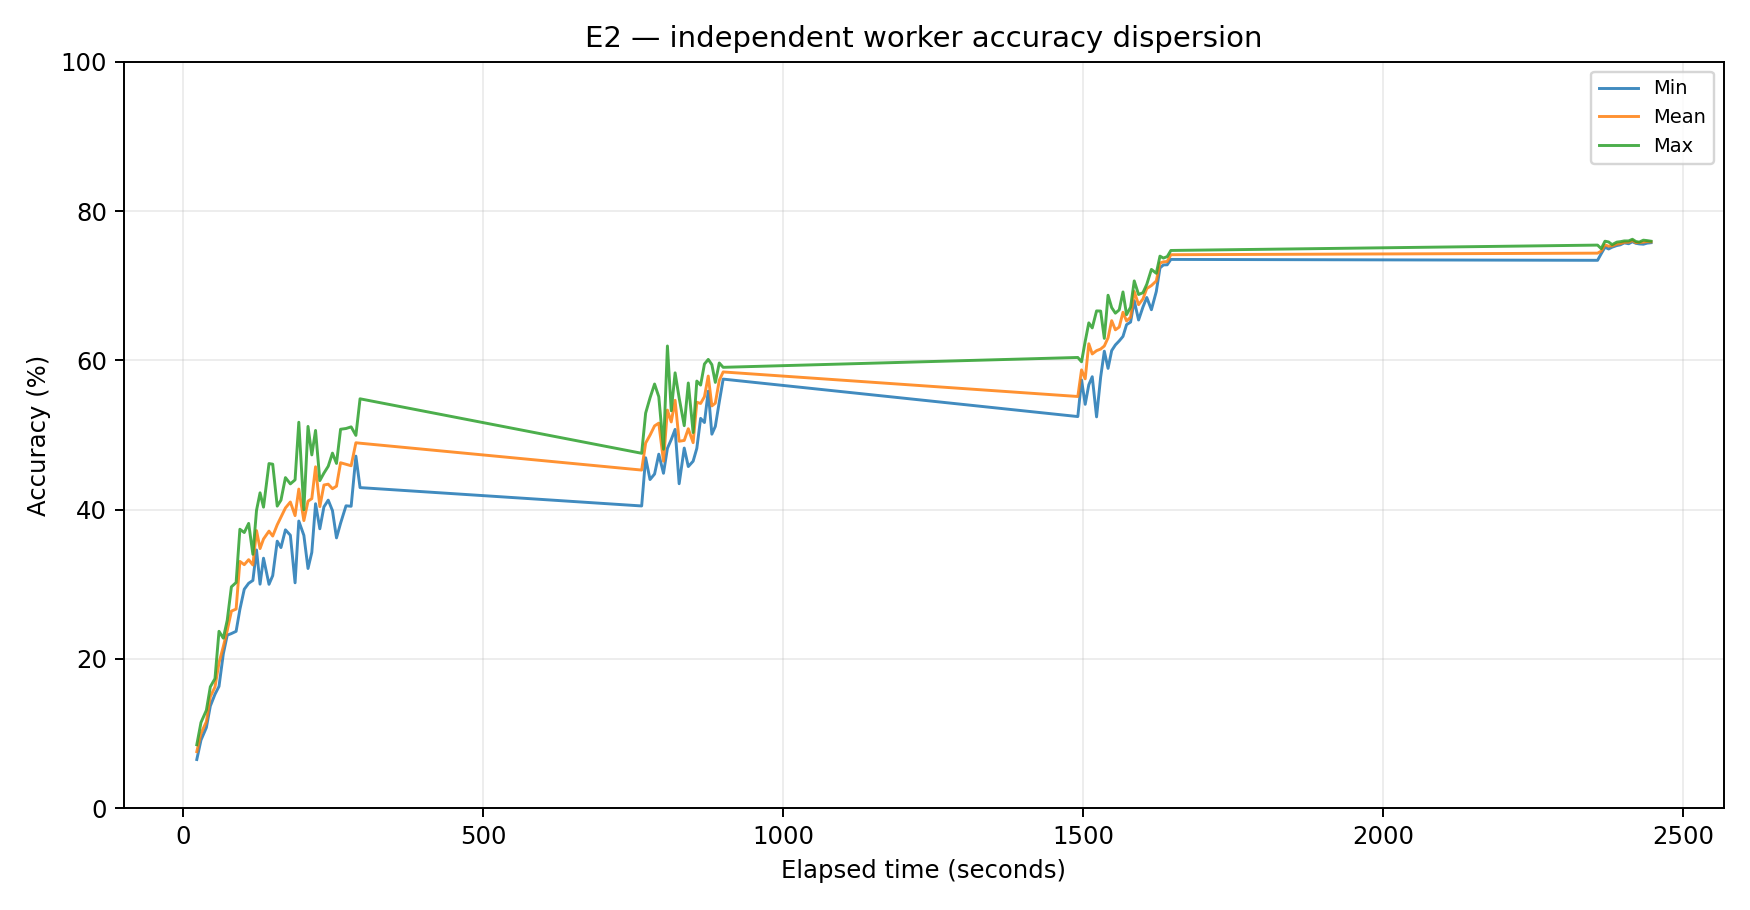 E2 — independent worker accuracy dispersion
Min
Mean
Max
Accuracy (%)
100
80
60
40
20
0
0 500 1000 1500 2000 2500
Elapsed time (seconds)